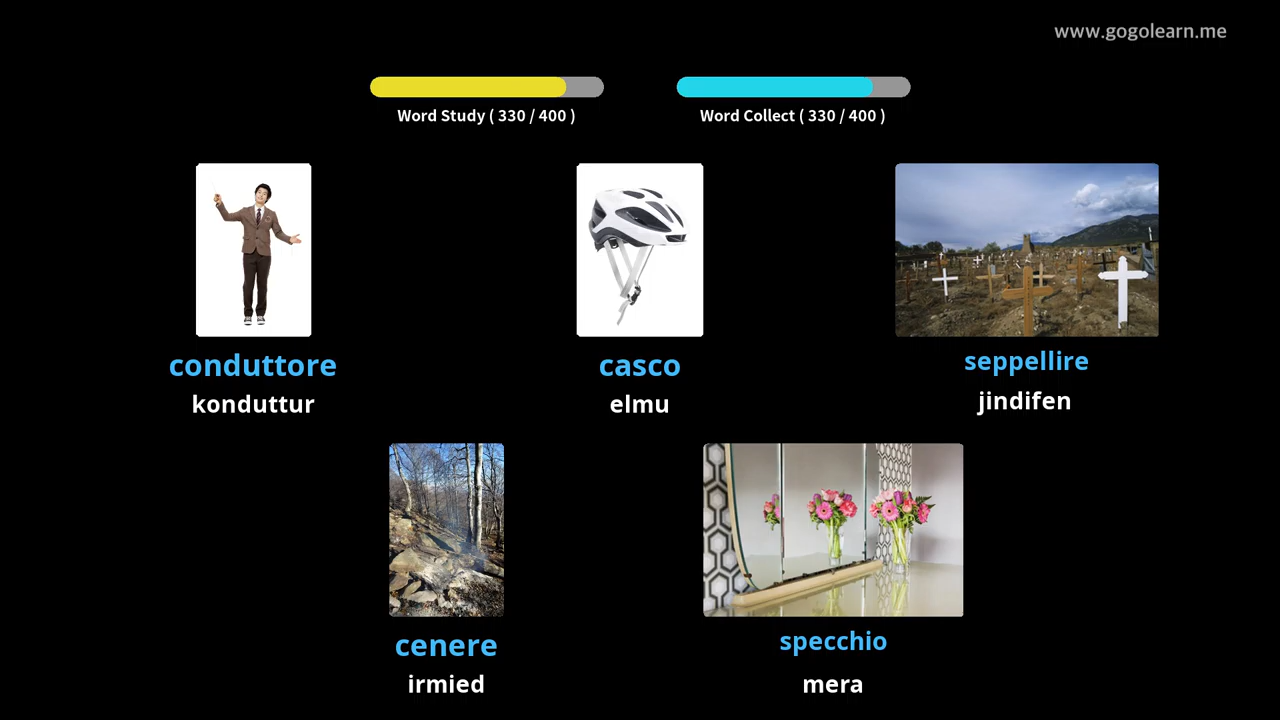 www.gogolearn.me
Word Study ( 330 / 400 )
Word Collect ( 330 / 400 )
conduttore
konduttur
casco
elmu
seppellire
jindifen
cenere
irmied
specchio
mera